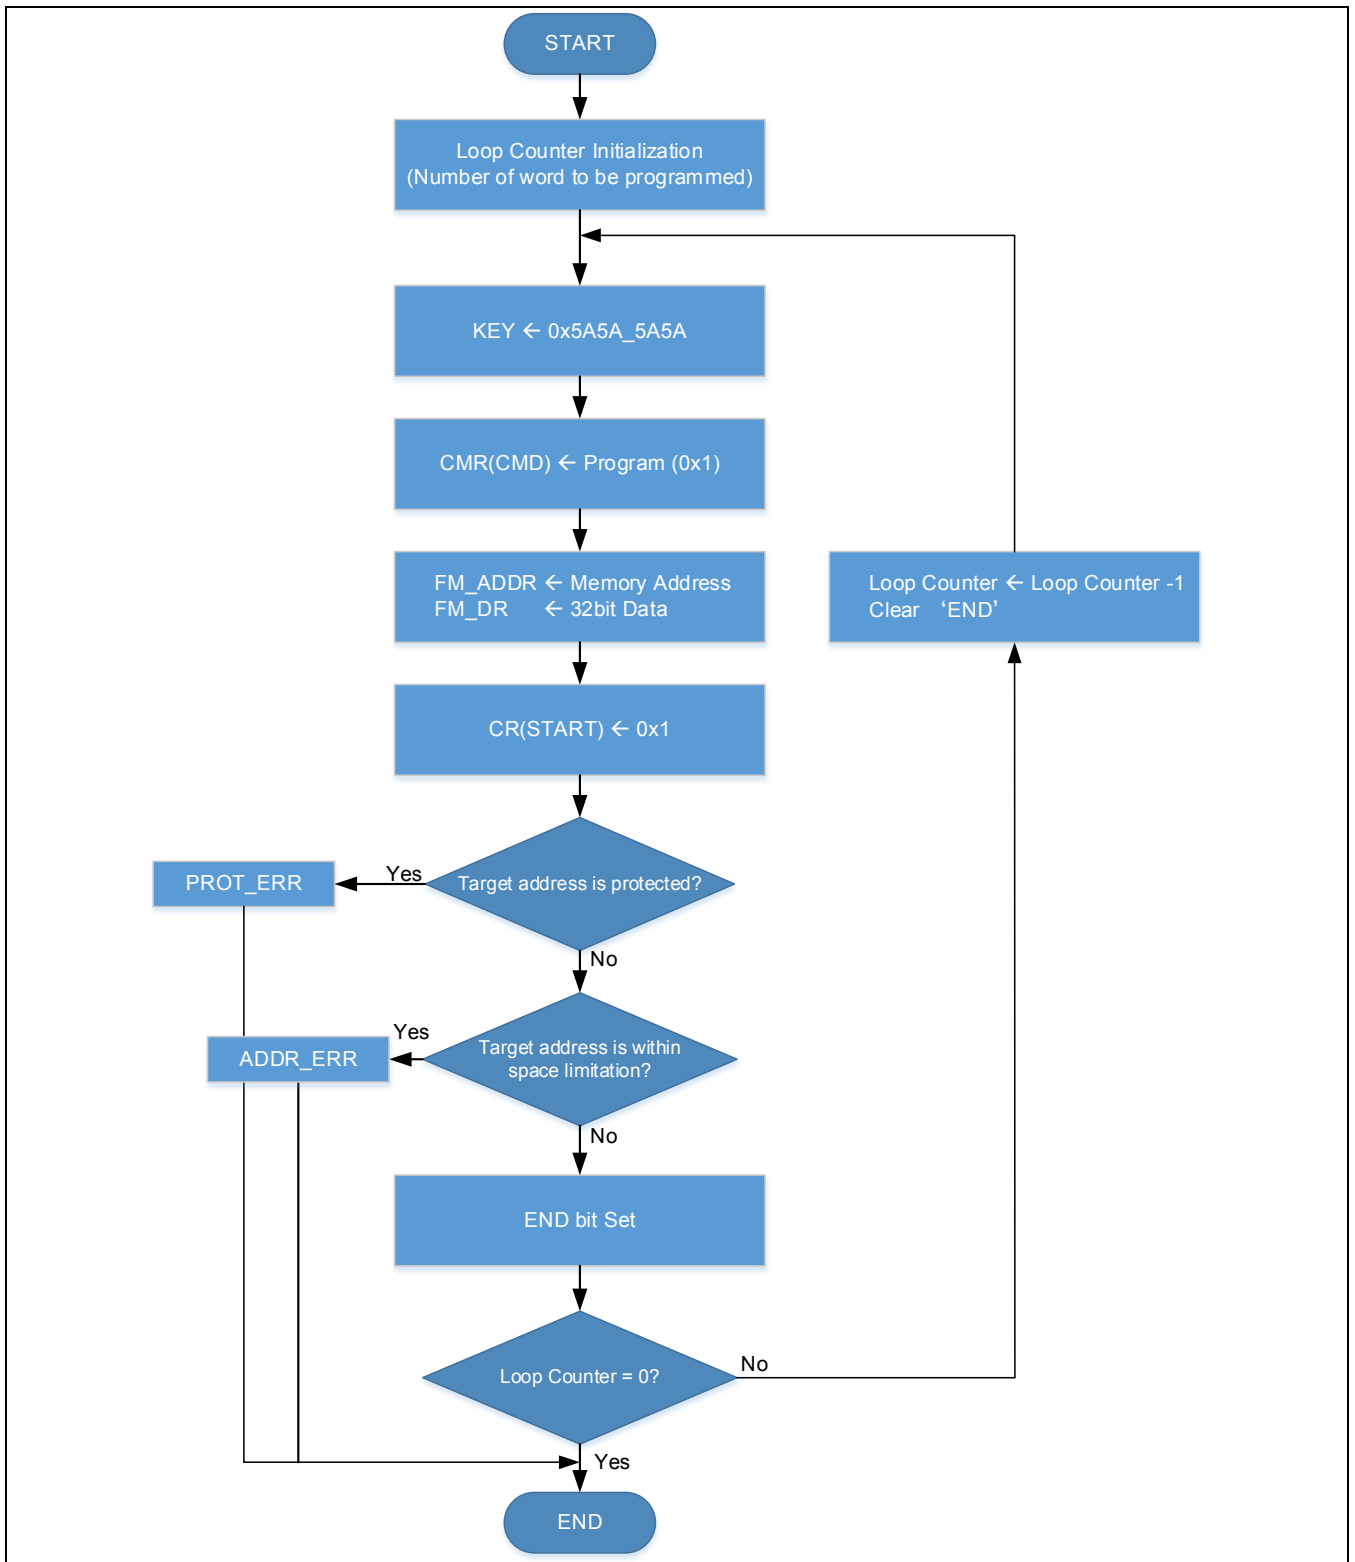 START
Loop Counter Initialization
(Number of word to be programmed)
KEY ← 0x5A5A_5A5A
CMR(CMD) ← Program (0x1)
FM_ADDR ← Memory Address
FM_DR ← 32bit Data
Loop Counter ← Loop Counter -1
Clear ‘END’
CR(START) ← 0x1
Target address is protected?
Yes
PROT_ERR
No
Target address is within
space limitation?
Yes
ADDR_ERR
No
END bit Set
Loop Counter = 0?
No
Yes
END